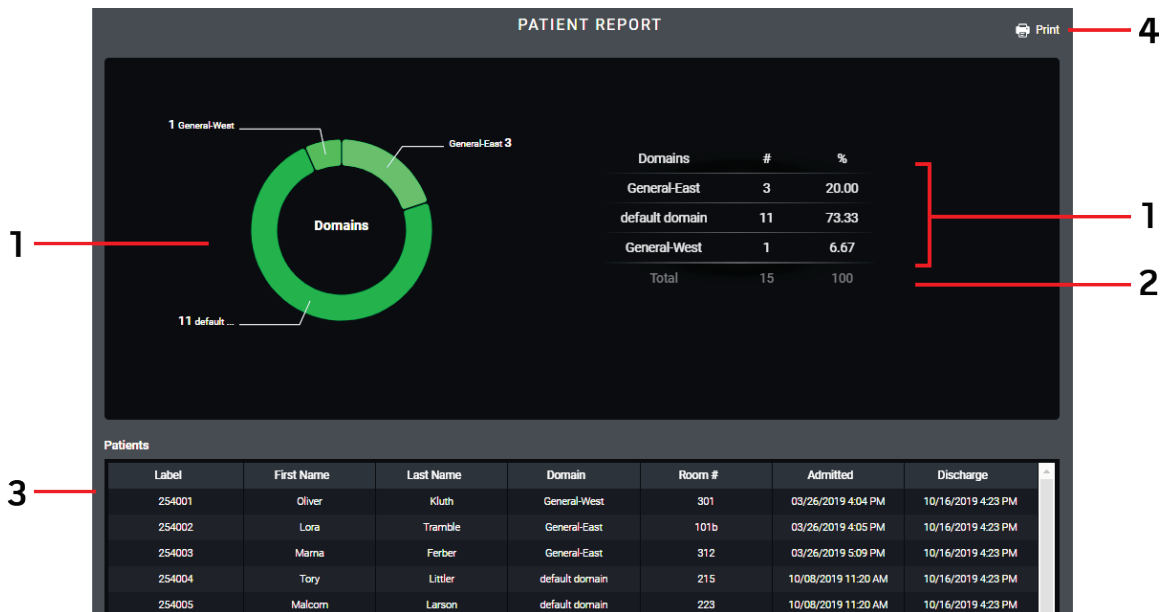 PATIENT REPORT
Print
4
1 General-West
General-East 3
Domains
11 default ...
1
Domains # %
General-East 3 20.00
default domain 11 73.33
General-West 1 6.67
Total 15 100
1
2
Patients
Label First Name Last Name Domain Room # Admitted Discharge
254001 Oliver Kluth General-West 301 03/26/2019 4:04 PM 10/16/2019 4:23 PM
254002 Lora Tramble General-East 101b 03/26/2019 4:05 PM 10/16/2019 4:23 PM
254003 Marna Ferber General-East 312 03/26/2019 5:09 PM 10/16/2019 4:23 PM
254004 Tory Littler default domain 215 10/08/2019 11:20 AM 10/16/2019 4:23 PM
254005 Malcom Larson default domain 223 10/08/2019 11:20 AM 10/16/2019 4:23 PM
3